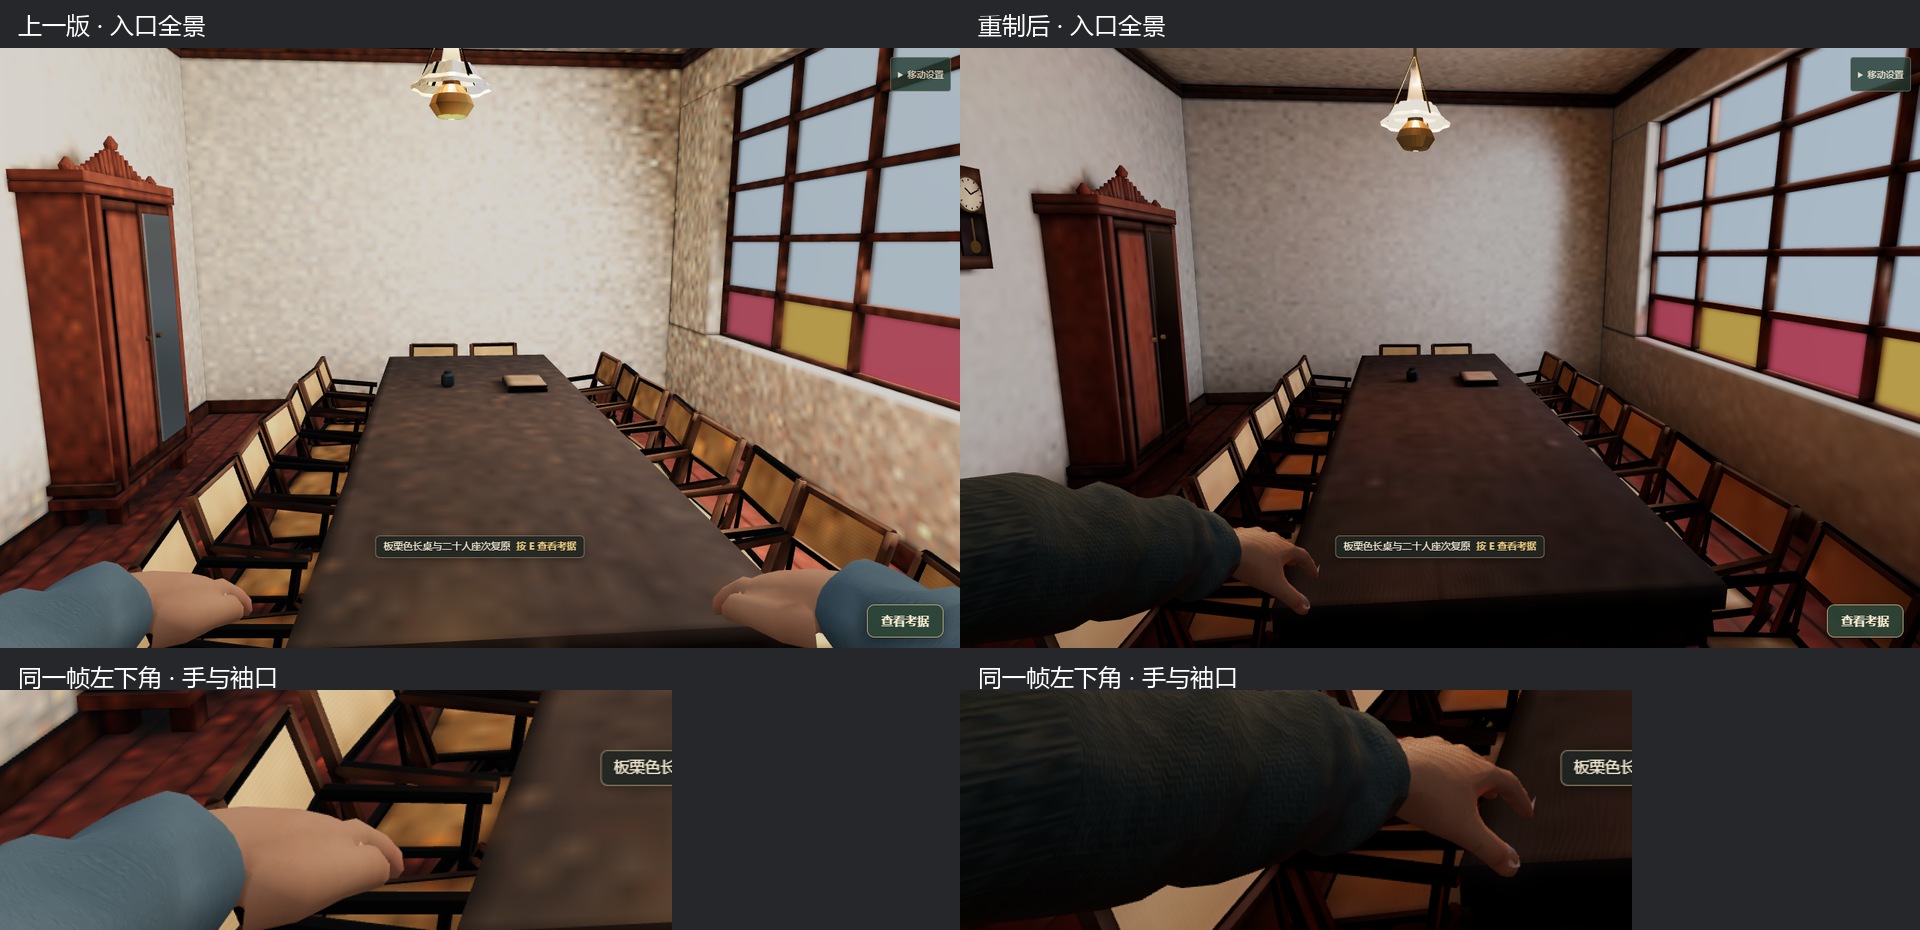 上一版 · 入口全景
重制后 · 入口全景
▶ 移动设置
▶ 移动设置
板栗色长桌与二十人座次复原 按 E 查看考据
板栗色长桌与二十人座次复原 按 E 查看考据
查看考据
查看考据
同一帧左下角 · 手与袖口
同一帧左下角 · 手与袖口
板栗色长
板栗色长